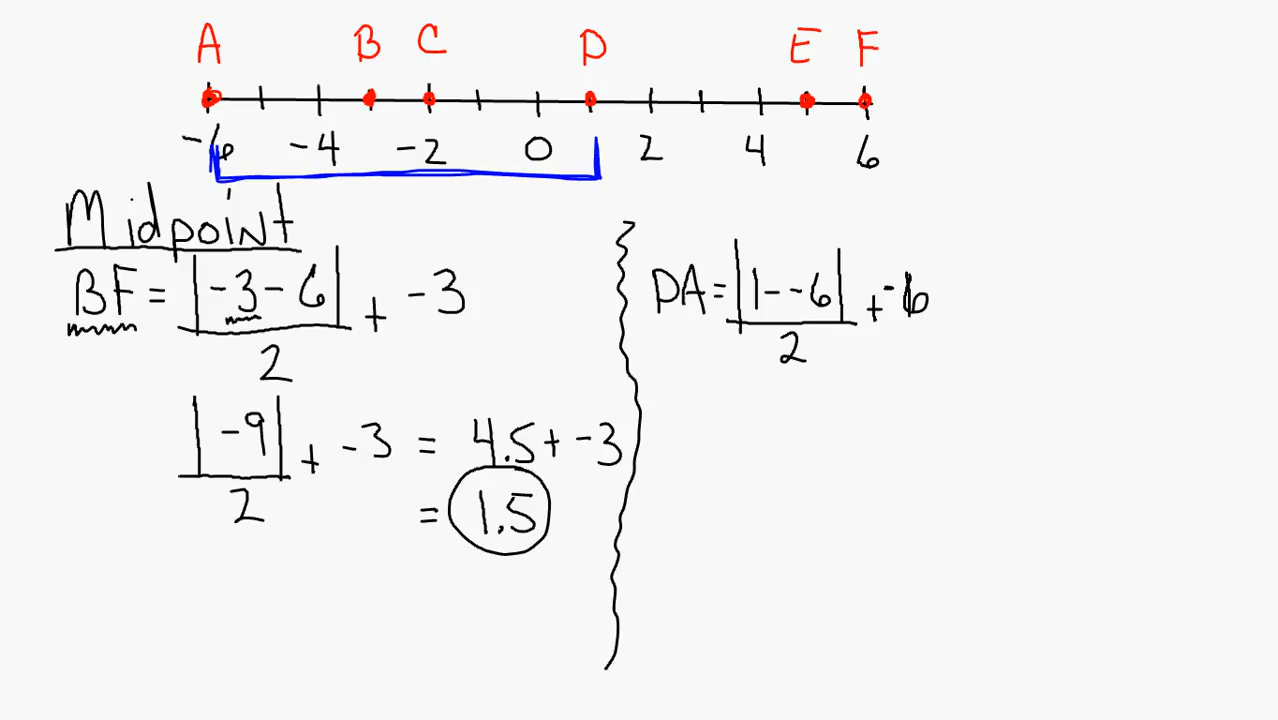 A B C D E F
-6 -4 -2 0 2 4 6
Midpoint
BF = |-3 - 6| / 2 + -3
|-9| / 2 + -3 = 4.5 + -3
= 1.5
DA = |1 - -6| / 2 + -6